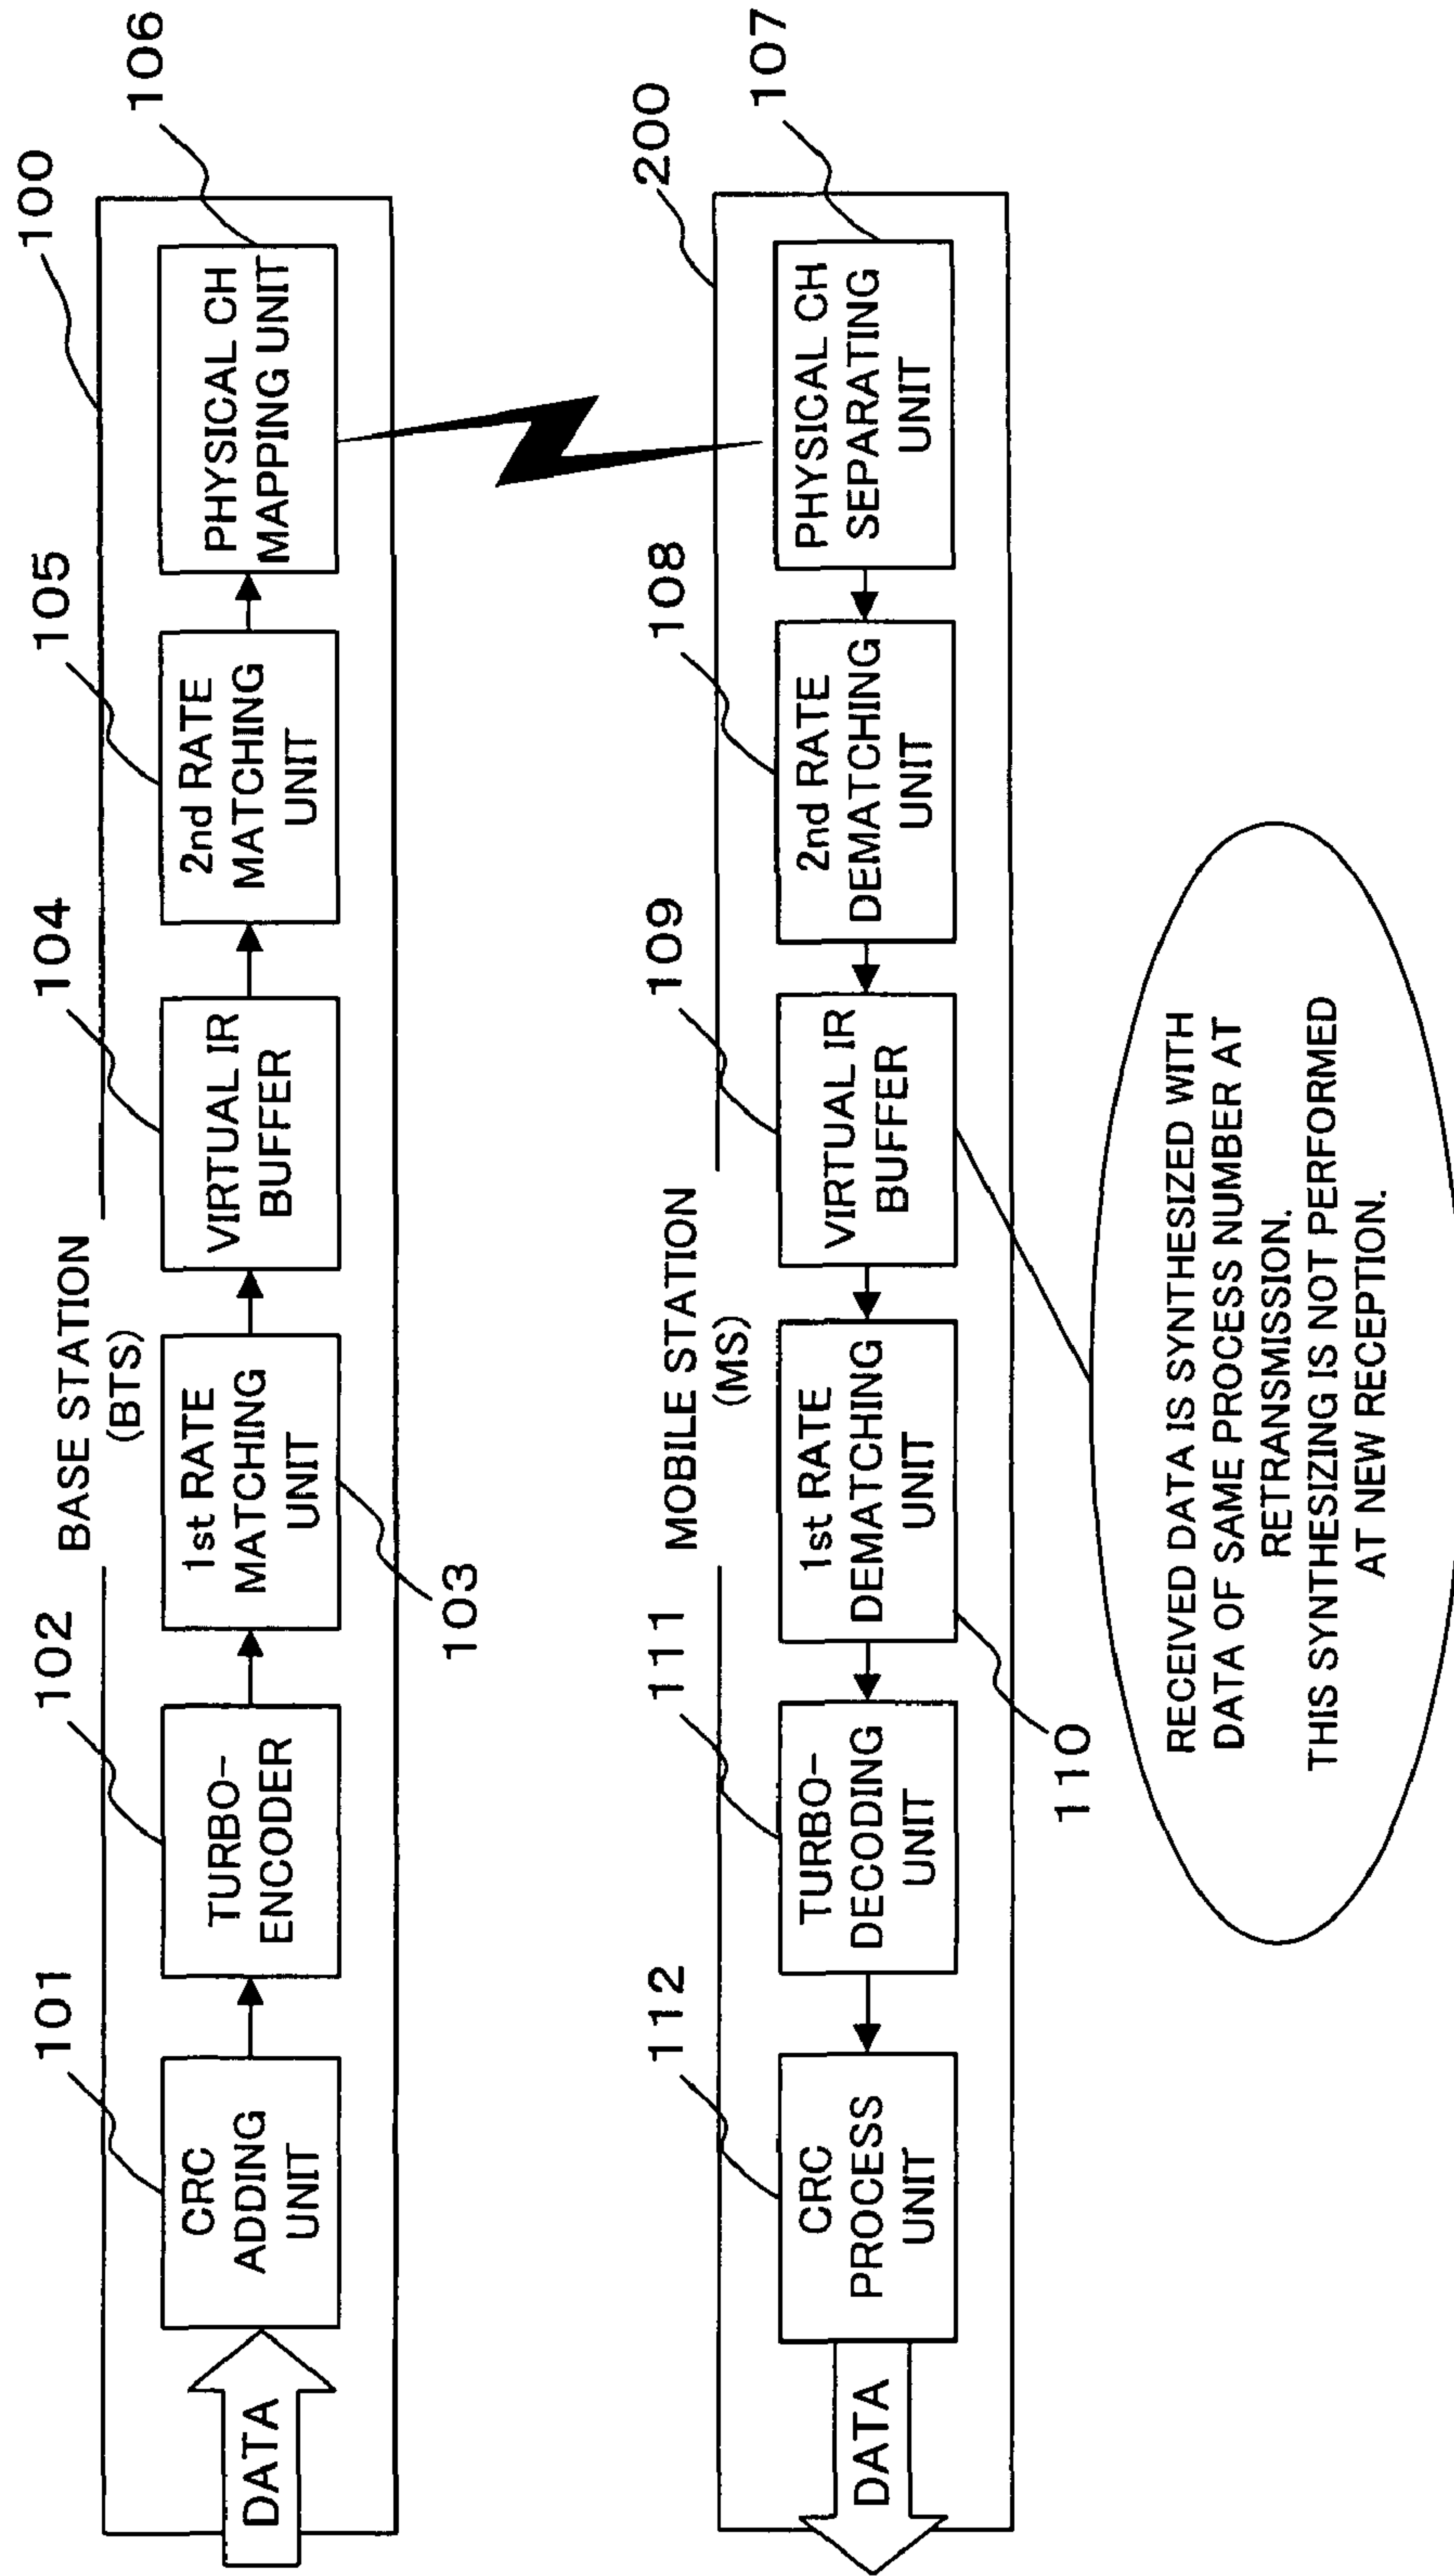 100
BASE STATION
(BTS)
101
102
104
105
106
DATA
CRC
ADDING
UNIT
TURBO-
ENCODER
1st RATE
MATCHING
UNIT
VIRTUAL IR
BUFFER
2nd RATE
MATCHING
UNIT
PHYSICAL CH
MAPPING UNIT
103
200
MOBILE STATION
(MS)
112
111
109
108
107
DATA
CRC
PROCESS
UNIT
TURBO-
DECODING
UNIT
1st RATE
DEMATCHING
UNIT
VIRTUAL IR
BUFFER
2nd RATE
DEMATCHING
UNIT
PHYSICAL CH
SEPARATING
UNIT
110
RECEIVED DATA IS SYNTHESIZED WITH
DATA OF SAME PROCESS NUMBER AT
RETRANSMISSION.
THIS SYNTHESIZING IS NOT PERFORMED
AT NEW RECEPTION.